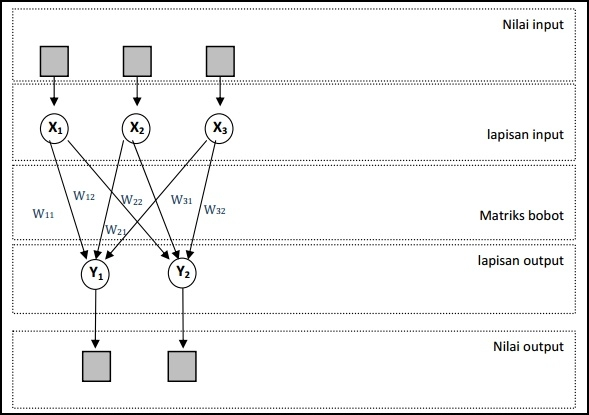 Nilai input
X₁ X₂ X₃
lapisan input
W₁₁ W₁₂ W₂₁ W₂₂ W₃₁ W₃₂
Matriks bobot
Y₁ Y₂
lapisan output
Nilai output